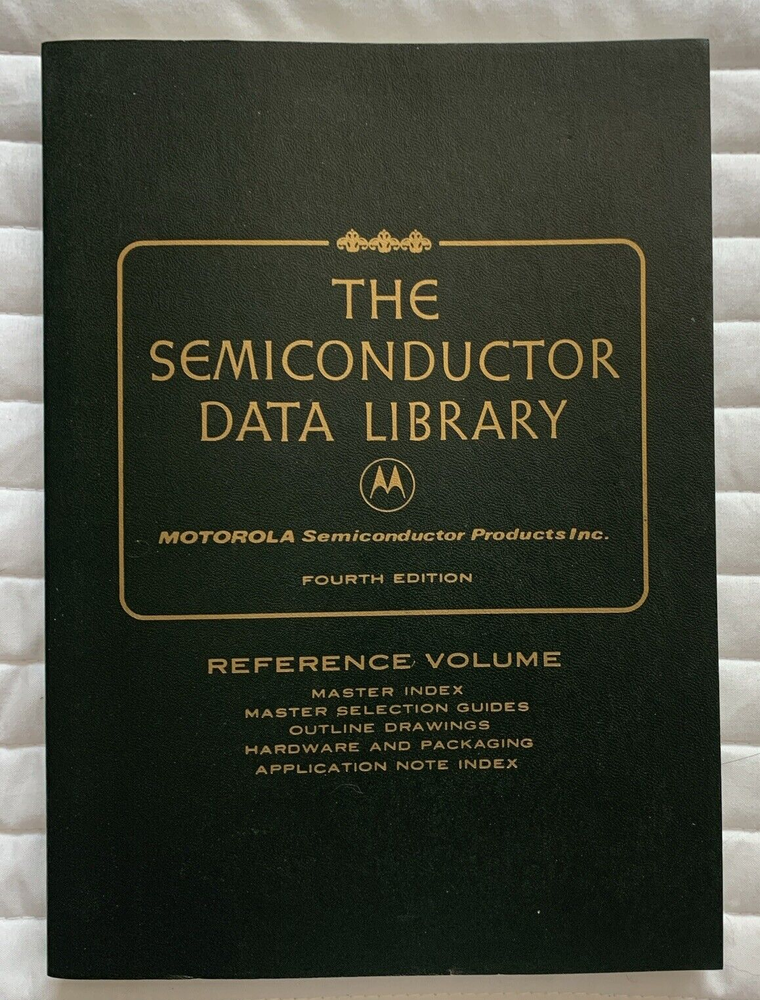 THE
SEMICONDUCTOR
DATA LIBRARY
MOTOROLA Semiconductor Products Inc.
FOURTH EDITION
REFERENCE VOLUME
MASTER INDEX
MASTER SELECTION GUIDES
OUTLINE DRAWINGS
HARDWARE AND PACKAGING
APPLICATION NOTE INDEX